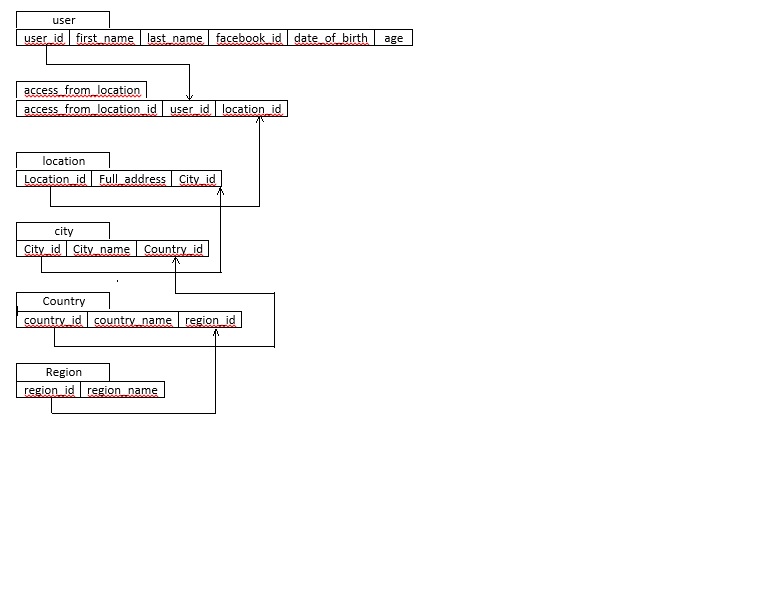 user
user_id first_name last_name facebook_id date_of_birth age
access_from_location
access_from_location_id user_id location_id
location
Location_id Full_address City_id
city
City_id City_name Country_id
Country
country_id country_name region_id
Region
region_id region_name